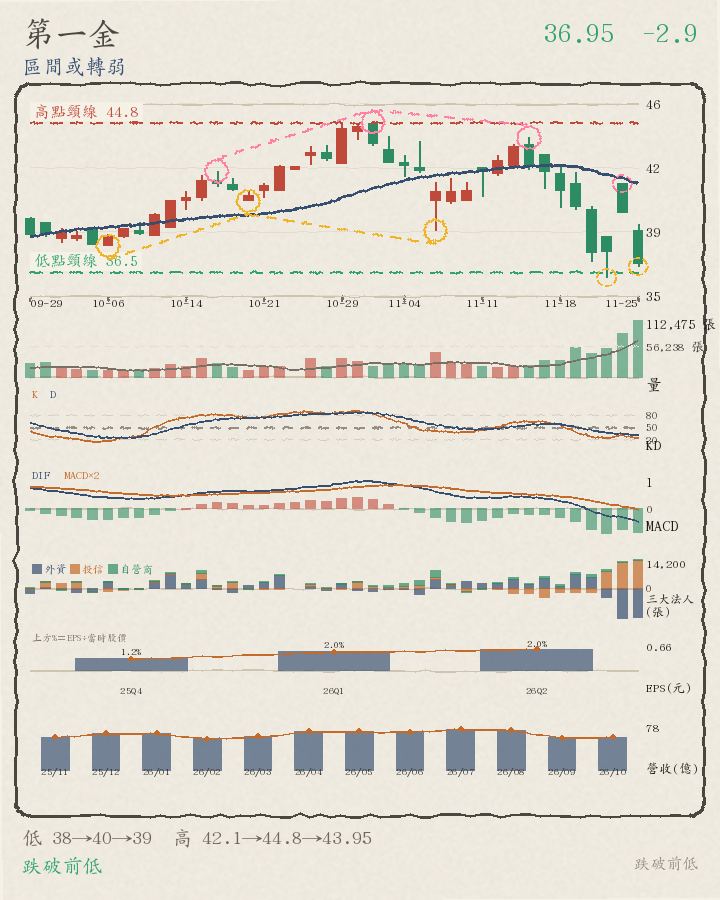 第一金
36.95 -2.9
區間或轉弱
高點頸線 44.8
低點頸線 36.5
46
42
39
35
09-29 10-06 10-14 10-21 10-29 11-04 11-11 11-18 11-25
112,475 張
56,238 張
量
K D
80
50
20
KD
DIF MACD×2
1
0
MACD
外資 投信 自營商
14,200
0
三大法人
(張)
上方%=EPS÷當時股價
1.2% 2.0% 2.0%
0.66
25Q4 26Q1 26Q2
EPS(元)
78
25/11 25/12 26/01 26/02 26/03 26/04 26/05 26/06 26/07 26/08 26/09 26/10
營收(億)
低 38→40→39 高 42.1→44.8→43.95
跌破前低
跌破前低